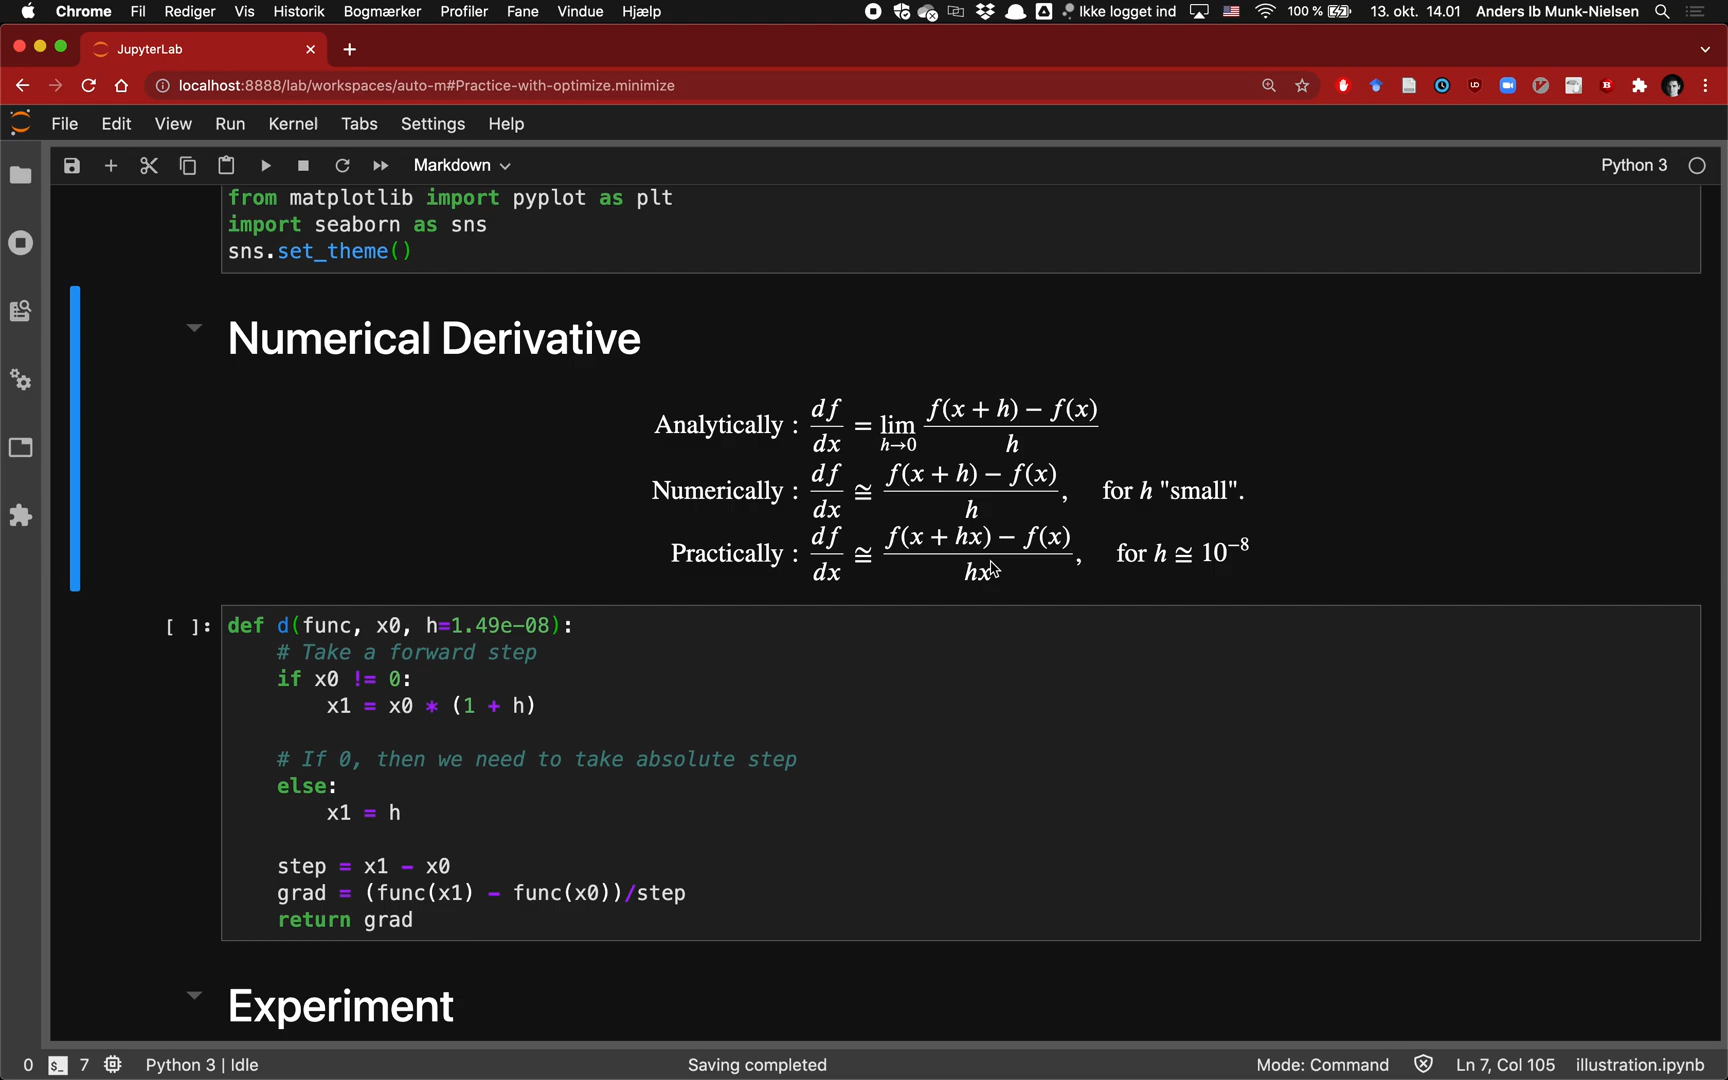 Chrome Fil Rediger Vis Historik Bogmærker Profiler Fane Vindue Hjælp Ikke logget ind 100 % 13. okt. 14.01 Anders Ib Munk-Nielsen
JupyterLab
localhost:8888/lab/workspaces/auto-m#Practice-with-optimize.minimize
File Edit View Run Kernel Tabs Settings Help
Markdown Python 3
from matplotlib import pyplot as plt
import seaborn as sns
sns.set_theme()
Numerical Derivative
Analytically : df/dx = lim h→0 f(x + h) − f(x) / h
Numerically : df/dx ≅ f(x + h) − f(x) / h, for h "small".
Practically : df/dx ≅ f(x + hx) − f(x) / hx, for h ≅ 10⁻⁸
[ ]: def d(func, x0, h=1.49e-08):
# Take a forward step
if x0 != 0:
x1 = x0 * (1 + h)
# If 0, then we need to take absolute step
else:
x1 = h
step = x1 - x0
grad = (func(x1) - func(x0))/step
return grad
Experiment
0 $_ 7 Python 3 | Idle Saving completed Mode: Command Ln 7, Col 105 illustration.ipynb